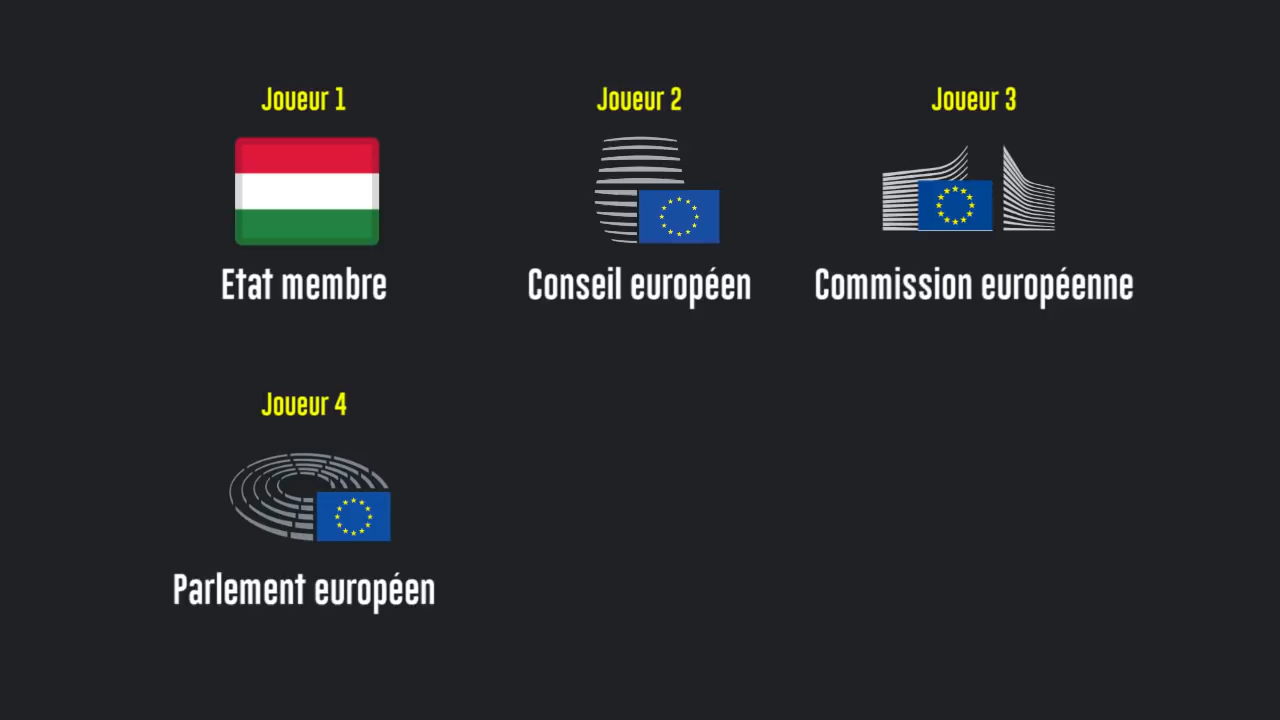 Joueur 1
Joueur 2
Joueur 3
Etat membre
Conseil européen
Commission européenne
Joueur 4
Parlement européen